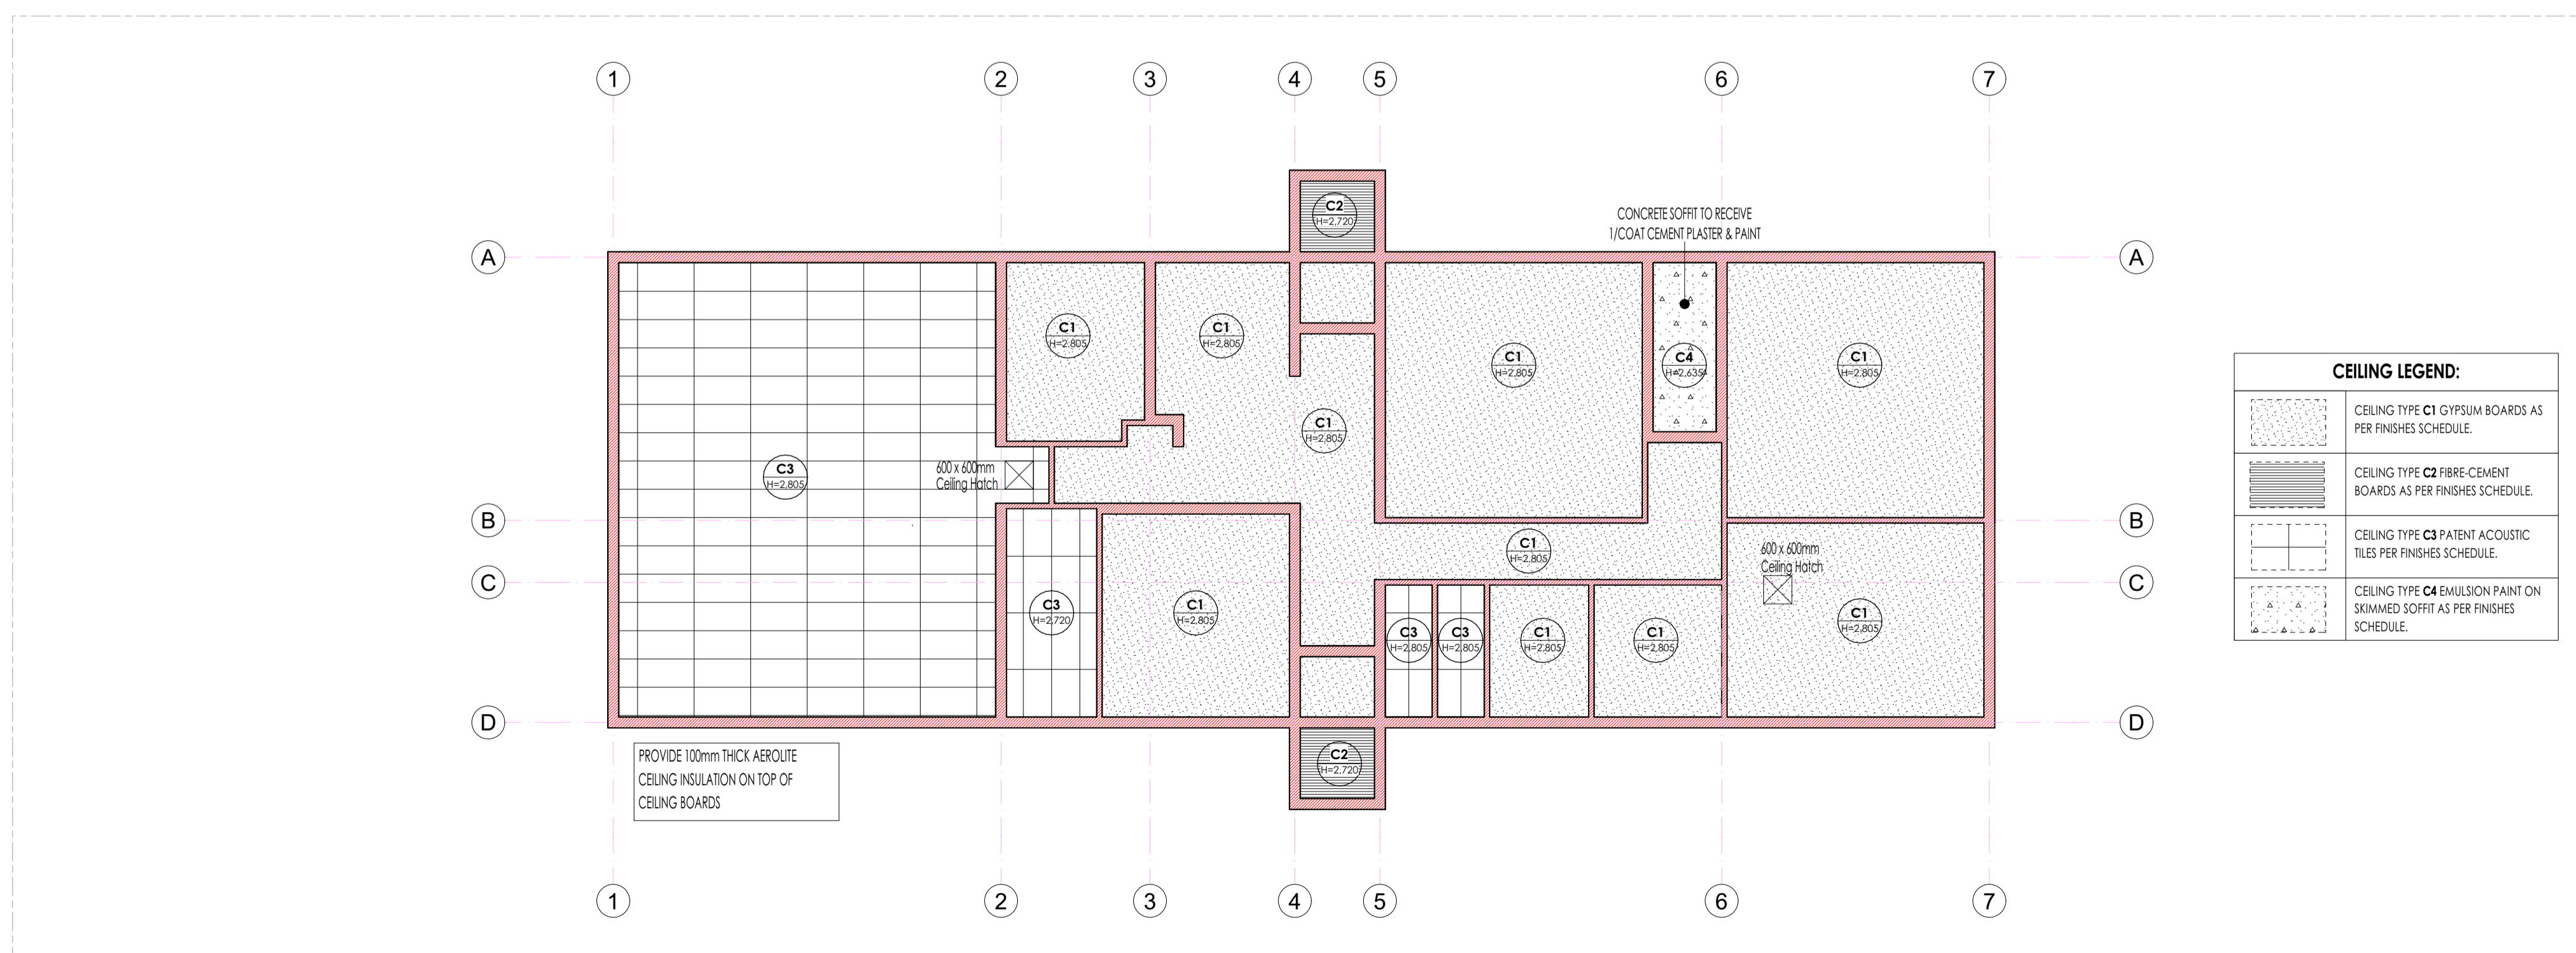 1 2 3 4 5 6 7
C2
H=2,720
CONCRETE SOFFIT TO RECEIVE
1/COAT CEMENT PLASTER & PAINT
A A
C1
H=2,805
C1
H=2,805
C1
H=2,805
C4
H=2,635
C1
H=2,805
C1
H=2,805
C3
H=2,805
600 x 600mm
Ceiling Hatch
B B
C1
H=2,805
600 x 600mm
Ceiling Hatch
C C
C3
H=2,720
C1
H=2,805
C3
H=2,805
C3
H=2,805
C1
H=2,805
C1
H=2,805
C1
H=2,805
D D
C2
H=2,720
PROVIDE 100mm THICK AEROLITE
CEILING INSULATION ON TOP OF
CEILING BOARDS
1 2 3 4 5 6 7
CEILING LEGEND:
CEILING TYPE C1 GYPSUM BOARDS AS
PER FINISHES SCHEDULE.
CEILING TYPE C2 FIBRE-CEMENT
BOARDS AS PER FINISHES SCHEDULE.
CEILING TYPE C3 PATENT ACOUSTIC
TILES PER FINISHES SCHEDULE.
CEILING TYPE C4 EMULSION PAINT ON
SKIMMED SOFFIT AS PER FINISHES
SCHEDULE.